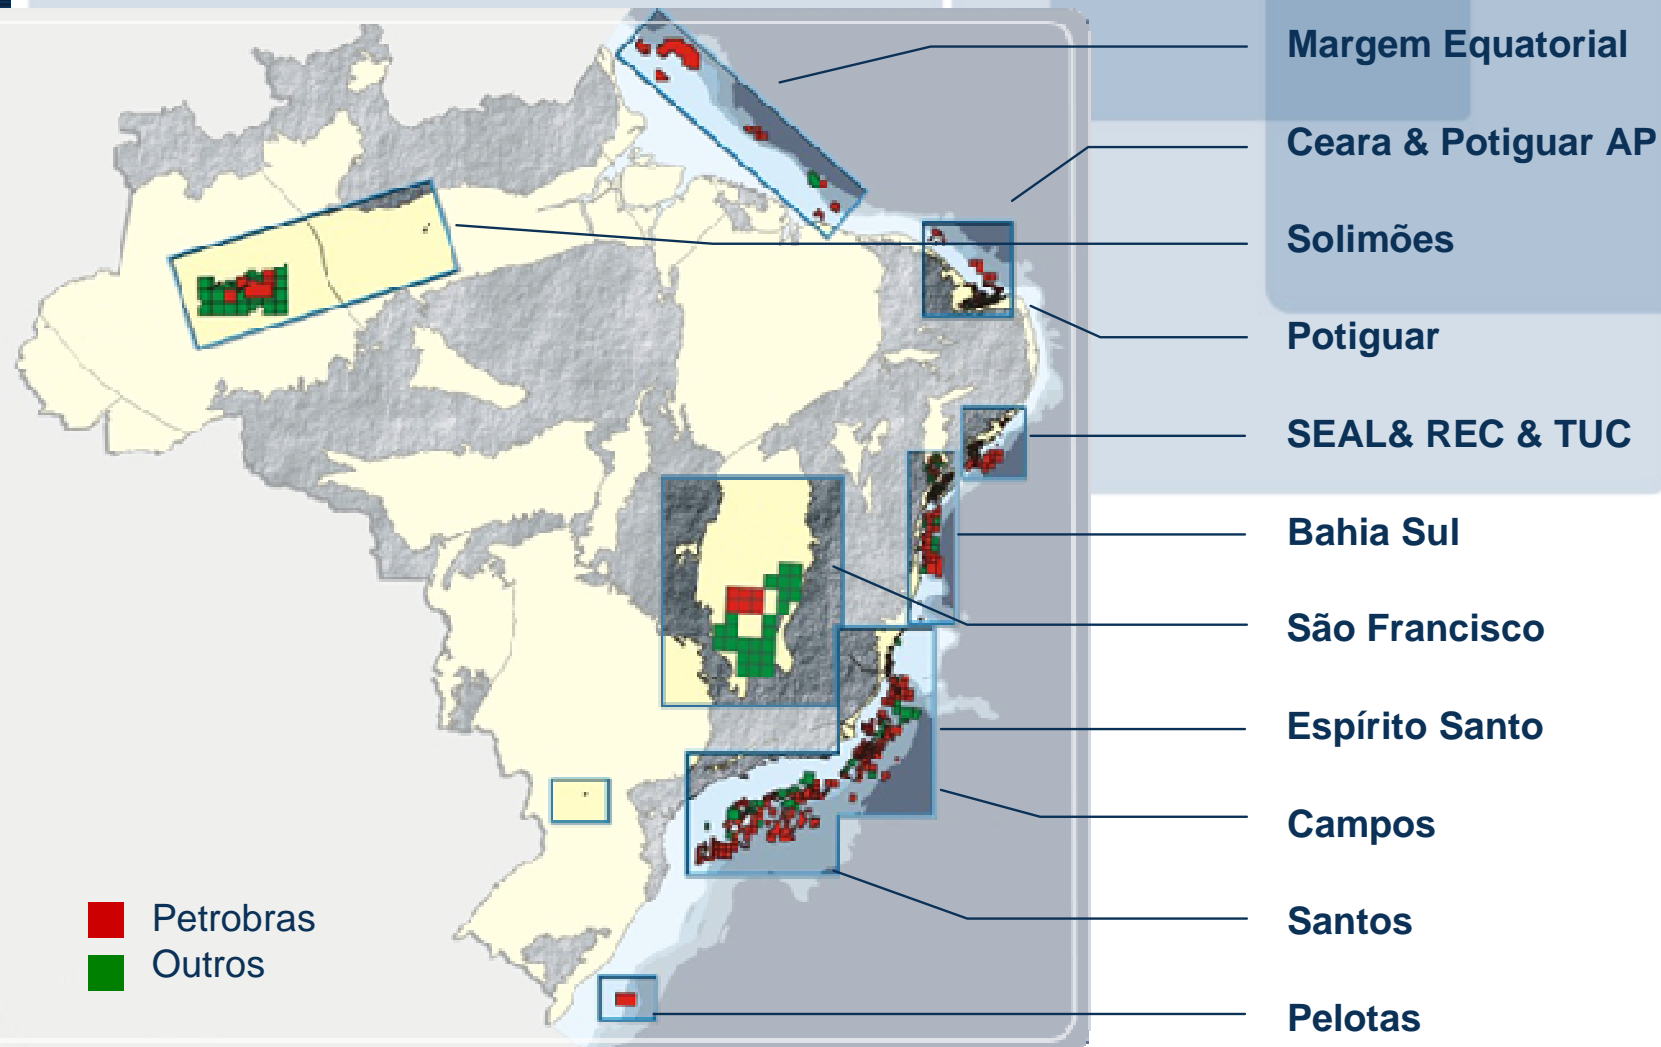 Margem Equatorial
Ceara & Potiguar AP
Solimões
Potiguar
SEAL& REC & TUC
Bahia Sul
São Francisco
Espírito Santo
Campos
Santos
Pelotas
Petrobras
Outros